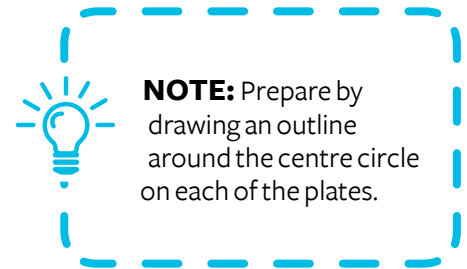 NOTE: Prepare by
drawing an outline
around the centre circle
on each of the plates.